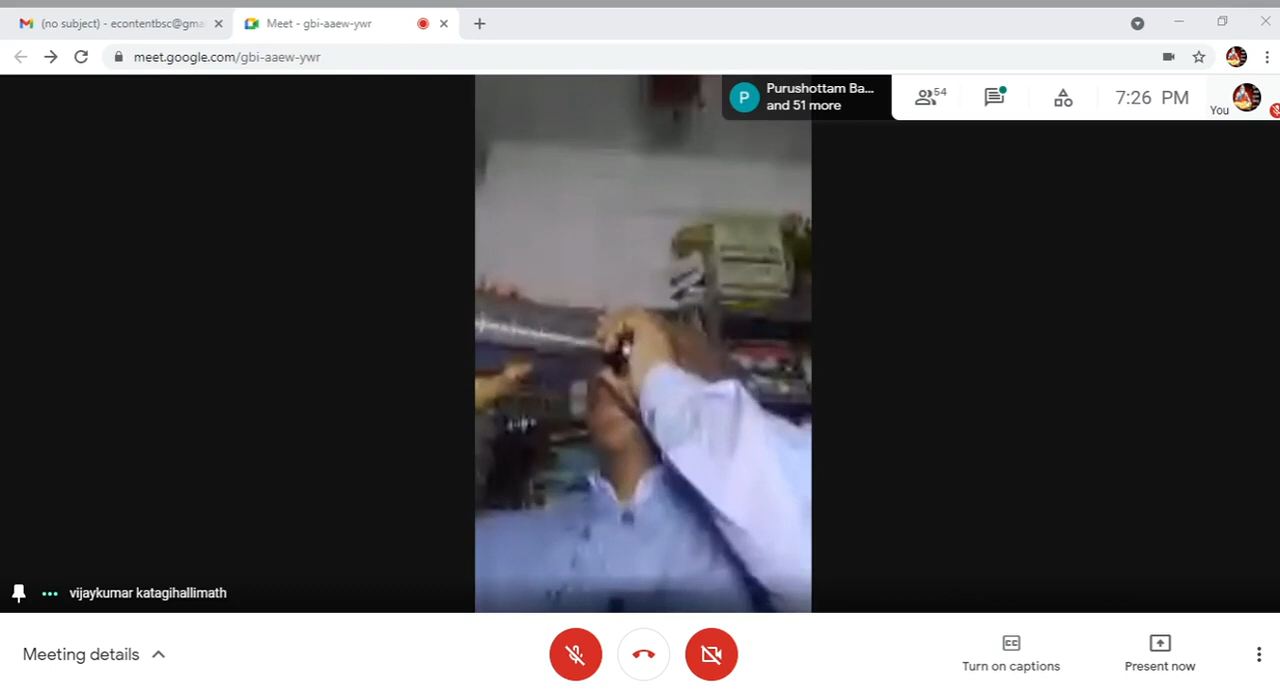 (no subject) - econtentbsc@gma
Meet - gbi-aaew-ywr
meet.google.com/gbi-aaew-ywr
P
Purushottam Ba...
and 51 more
54
7:26 PM
You
vijaykumar katagihallimath
Meeting details
CC
Turn on captions
Present now